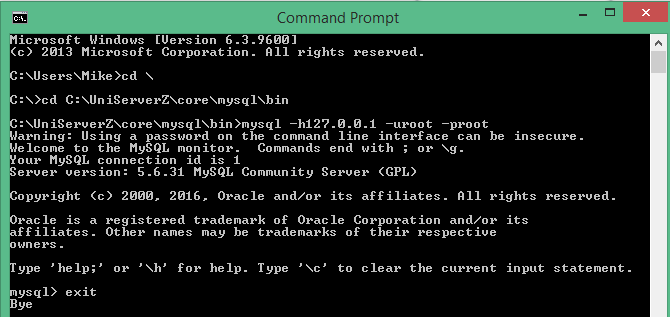 Command Prompt
Microsoft Windows [Version 6.3.9600]
(c) 2013 Microsoft Corporation. All rights reserved.
C:\Users\Mike>cd \
C:\>cd C:\UniServerZ\core\mysql\bin
C:\UniServerZ\core\mysql\bin>mysql -h127.0.0.1 -uroot -proot
Warning: Using a password on the command line interface can be insecure.
Welcome to the MySQL monitor.  Commands end with ; or \g.
Your MySQL connection id is 1
Server version: 5.6.31 MySQL Community Server (GPL)
Copyright (c) 2000, 2016, Oracle and/or its affiliates. All rights reserved.
Oracle is a registered trademark of Oracle Corporation and/or its
affiliates. Other names may be trademarks of their respective
owners.
Type 'help;' or '\h' for help. Type '\c' to clear the current input statement.
mysql> exit
Bye